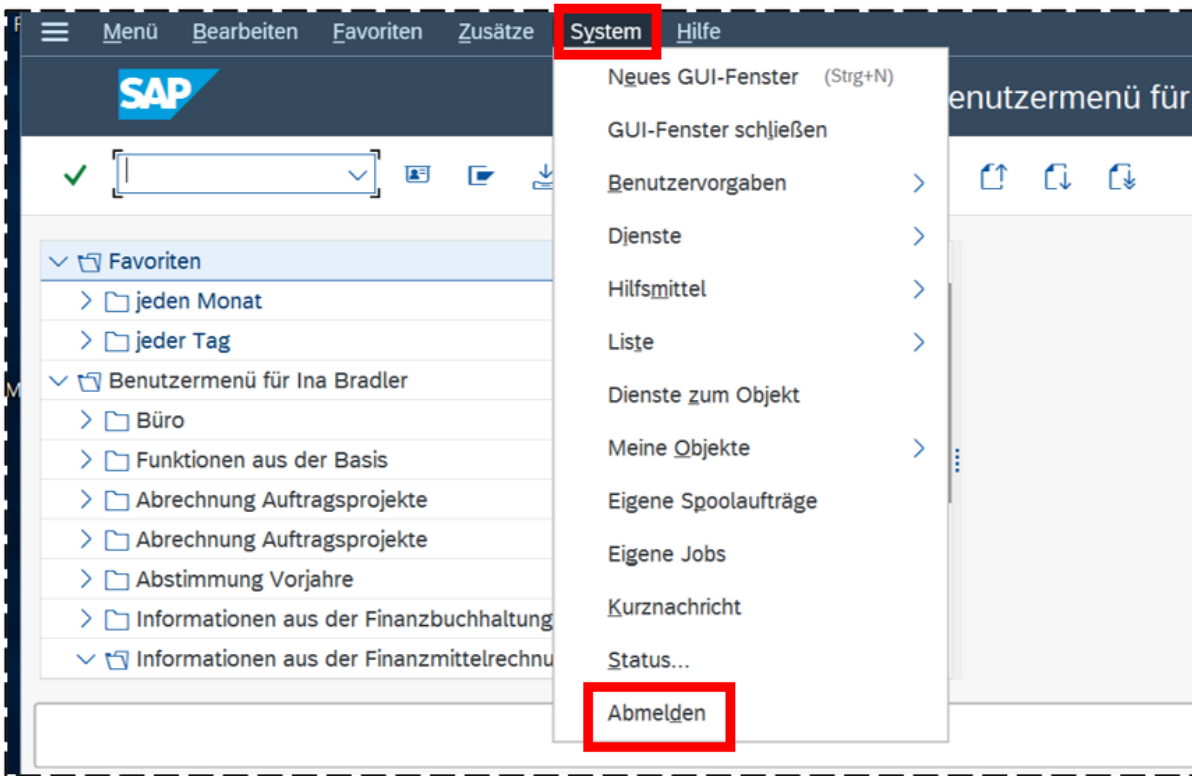 Menü Bearbeiten Favoriten Zusätze System Hilfe
SAP
enutzermenü für
Neues GUI-Fenster (Strg+N)
GUI-Fenster schließen
Benutzervorgaben
Dienste
Hilfsmittel
Liste
Dienste zum Objekt
Meine Objekte
Eigene Spoolaufträge
Eigene Jobs
Kurznachricht
Status...
Abmelden
Favoriten
jeden Monat
jeder Tag
Benutzermenü für Ina Bradler
Büro
Funktionen aus der Basis
Abrechnung Auftragsprojekte
Abrechnung Auftragsprojekte
Abstimmung Vorjahre
Informationen aus der Finanzbuchhaltung
Informationen aus der Finanzmittelrechnu